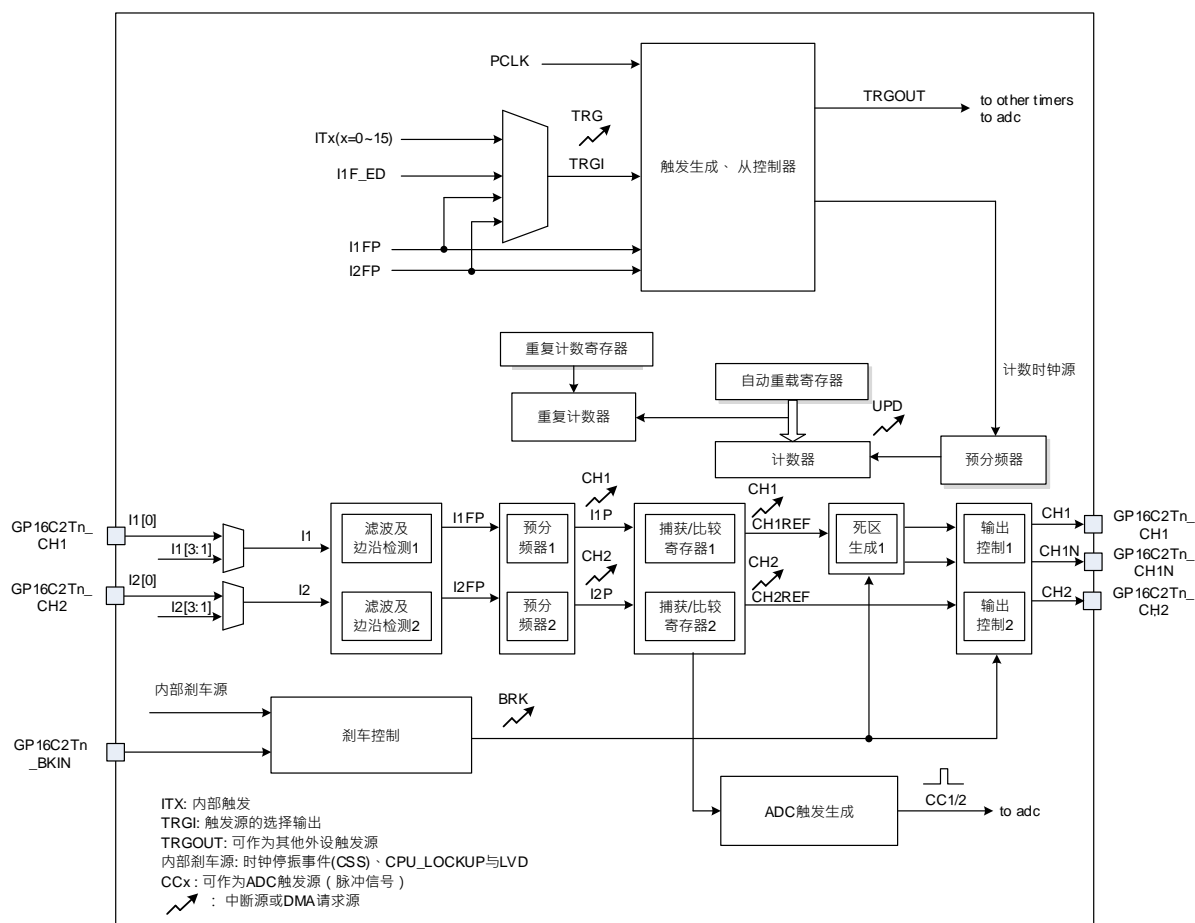 PCLK
TRGOUT
to other timers
to adc
TRG
ITx(x=0~15)
TRGI
触发生成、从控制器
I1F_ED
I1FP
I2FP
重复计数寄存器
自动重载寄存器
计数时钟源
重复计数器
UPD
计数器
预分频器
GP16C2Tn_
CH1
I1[0]
I1[3:1]
I1
滤波及
边沿检测1
I1FP
预分
频器1
CH1
I1P
捕获/比较
寄存器1
CH1
CH1REF
死区
生成1
输出
控制1
CH1
GP16C2Tn_
CH1
CH1N
GP16C2Tn_
CH1N
GP16C2Tn_
CH2
I2[0]
I2[3:1]
I2
滤波及
边沿检测2
I2FP
预分
频器2
CH2
I2P
捕获/比较
寄存器2
CH2
CH2REF
输出
控制2
CH2
GP16C2Tn_
CH2
内部刹车源
刹车控制
BRK
GP16C2Tn
_BKIN
ADC触发生成
CC1/2
to adc
ITX: 内部触发
TRGI: 触发源的选择输出
TRGOUT: 可作为其他外设触发源
内部刹车源: 时钟停振事件(CSS)、CPU_LOCKUP与LVD
CCx : 可作为ADC触发源(脉冲信号)
: 中断源或DMA请求源